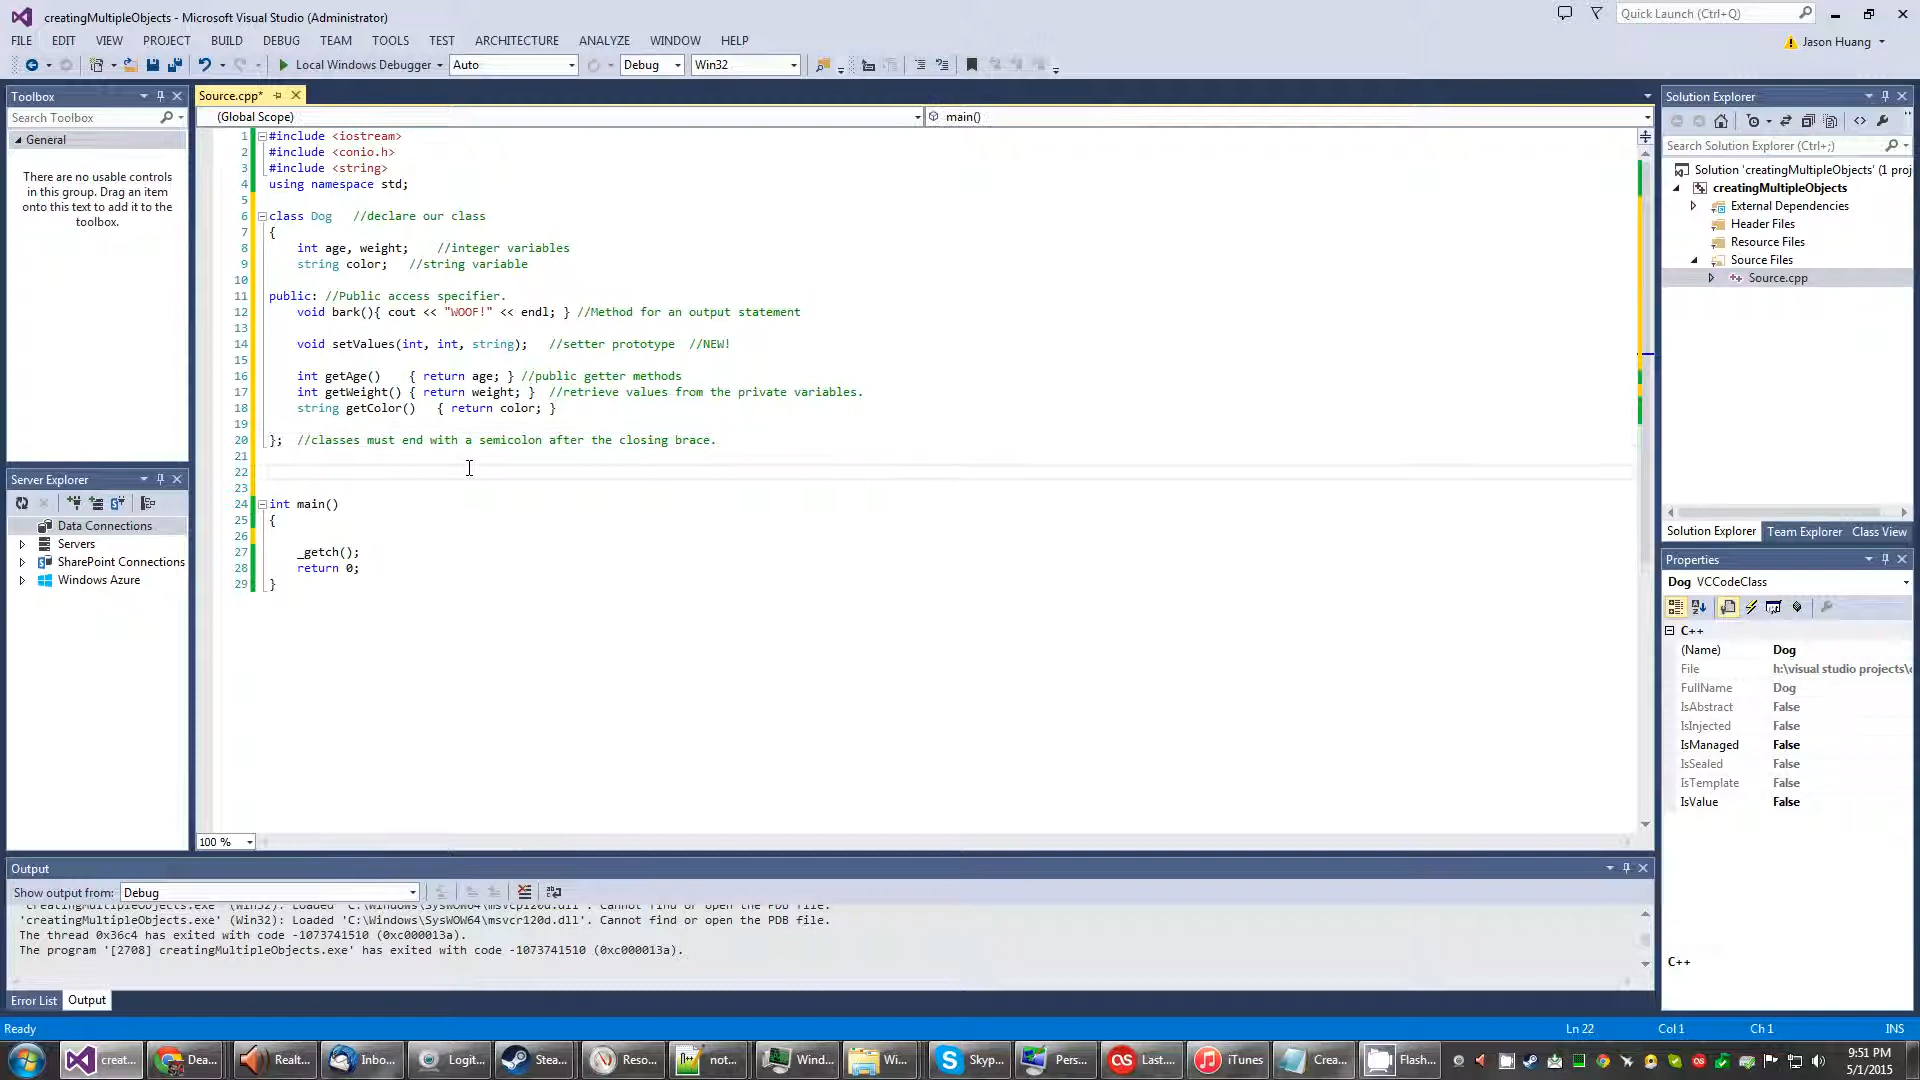 creatingMultipleObjects - Microsoft Visual Studio (Administrator)
Quick Launch (Ctrl+Q)
FILE EDIT VIEW PROJECT BUILD DEBUG TEAM TOOLS TEST ARCHITECTURE ANALYZE WINDOW HELP
Jason Huang
Local Windows Debugger Auto Debug Win32
Toolbox
Search Toolbox
General
There are no usable controls
in this group. Drag an item
onto this text to add it to the
toolbox.
Server Explorer
Data Connections
Servers
SharePoint Connections
Windows Azure
Source.cpp*
(Global Scope) main()
1 #include <iostream>
2 #include <conio.h>
3 #include <string>
4 using namespace std;
5
6 class Dog //declare our class
7 {
8 int age, weight; //integer variables
9 string color; //string variable
10
11 public: //Public access specifier.
12 void bark(){ cout << "WOOF!" << endl; } //Method for an output statement
13
14 void setValues(int, int, string); //setter prototype //NEW!
15
16 int getAge() { return age; } //public getter methods
17 int getWeight() { return weight; } //retrieve values from the private variables.
18 string getColor() { return color; }
19
20 }; //classes must end with a semicolon after the closing brace.
21
22
23
24 int main()
25 {
26
27 _getch();
28 return 0;
29 }
100 %
Solution Explorer
Search Solution Explorer (Ctrl+;)
Solution 'creatingMultipleObjects' (1 proj
creatingMultipleObjects
External Dependencies
Header Files
Resource Files
Source Files
Source.cpp
Solution Explorer Team Explorer Class View
Properties
Dog VCCodeClass
C++
(Name) Dog
File h:\visual studio projects\c
FullName Dog
IsAbstract False
IsInjected False
IsManaged False
IsSealed False
IsTemplate False
IsValue False
C++
Output
Show output from: Debug
'creatingMultipleObjects.exe' (Win32): Loaded 'C:\Windows\SysWOW64\msvcp120d.dll'. Cannot find or open the PDB file.
'creatingMultipleObjects.exe' (Win32): Loaded 'C:\Windows\SysWOW64\msvcr120d.dll'. Cannot find or open the PDB file.
The thread 0x36c4 has exited with code -1073741510 (0xc000013a).
The program '[2708] creatingMultipleObjects.exe' has exited with code -1073741510 (0xc000013a).
Error List Output
Ready Ln 22 Col 1 Ch 1 INS
creat... Dea... Realt... Inbo... Logit... Stea... Reso... not... Wind... Wi... Skyp... Pers... Last.... iTunes Crea... Flash...
9:51 PM
5/1/2015